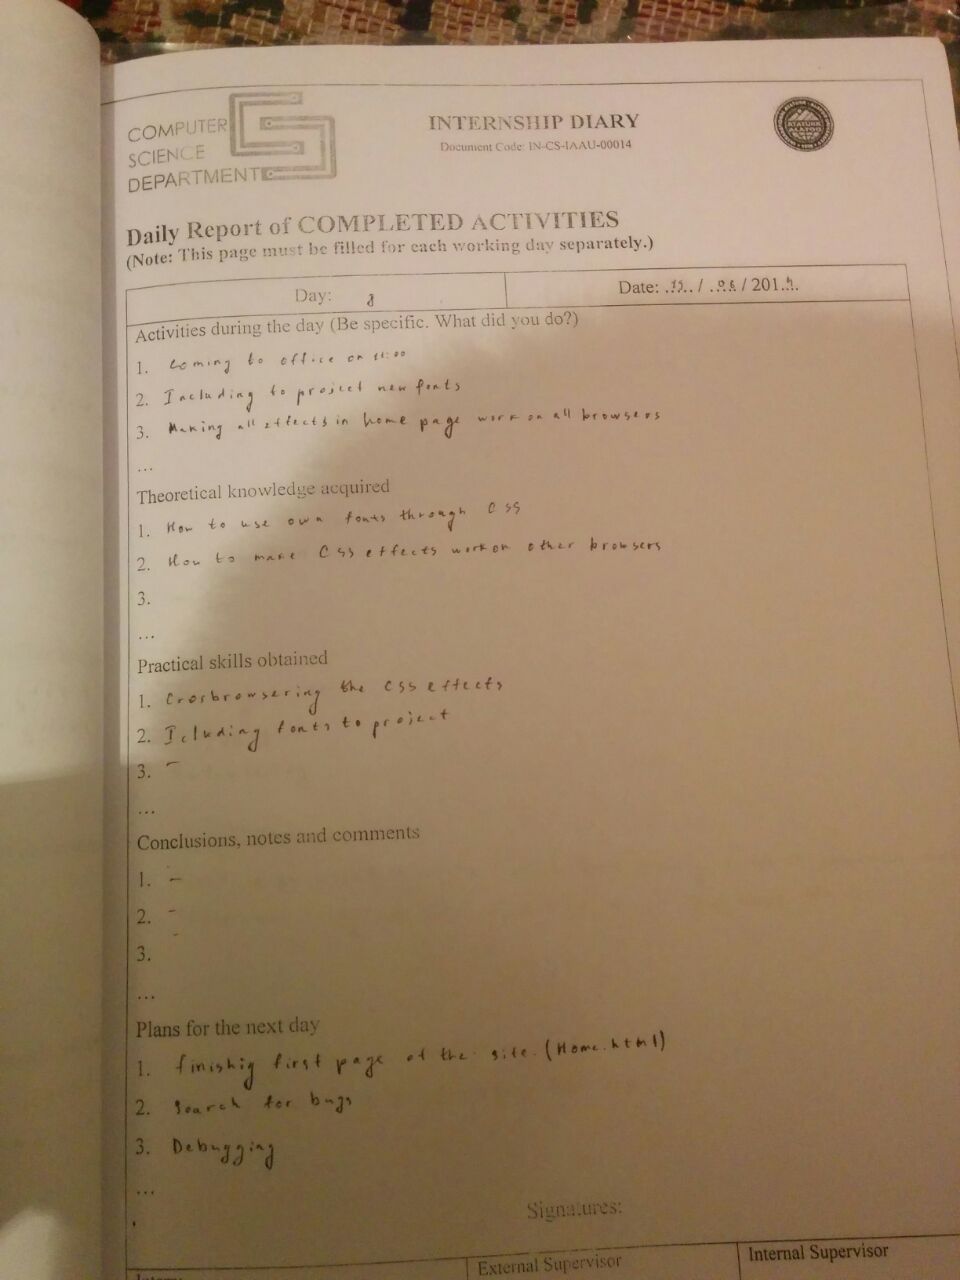 COMPUTER
SCIENCE
DEPARTMENT
INTERNSHIP DIARY
Document Code: IN-CS-IAAU-00014
Daily Report of COMPLETED ACTIVITIES
(Note: This page must be filled for each working day separately.)
Day: 8
Date: / 06 / 201
Activities during the day (Be specific. What did you do?)
1. Coming to office on 11:00
2. Including to project new fonts
3. Making all effects in home page work on all browsers
...
Theoretical knowledge acquired
1. How to use own fonts through CSS
2. How to make CSS effects work on other browsers
3.
...
Practical skills obtained
1. Crosbrowsering the CSS effects
2. Icluding fonts to project
3. -
...
Conclusions, notes and comments
1. -
2. -
3.
...
Plans for the next day
1. finishig first page of the site. (Home.html)
2. Search for bugs
3. Debugging
...
Signatures:
Intern
External Supervisor
Internal Supervisor